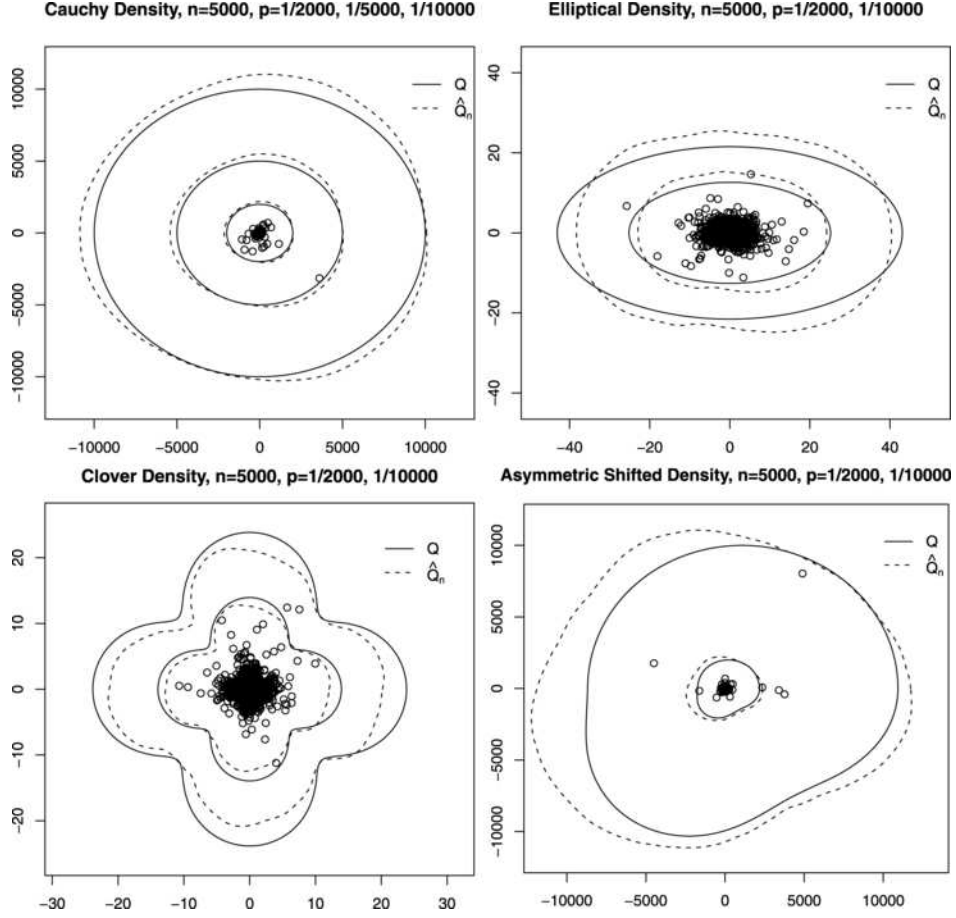 Cauchy Density, n=5000, p=1/2000, 1/5000, 1/10000
10000
5000
0
−5000
−10000
Q
Q̂n
−10000 −5000 0 5000 10000
Elliptical Density, n=5000, p=1/2000, 1/10000
40
20
0
−20
−40
Q
Q̂n
−40 −20 0 20 40
Clover Density, n=5000, p=1/2000, 1/10000
20
10
0
−10
−20
Q
Q̂n
−30 −20 −10 0 10 20 30
Asymmetric Shifted Density, n=5000, p=1/2000, 1/10000
10000
5000
0
−5000
−10000
Q
Q̂n
−10000 −5000 0 5000 10000